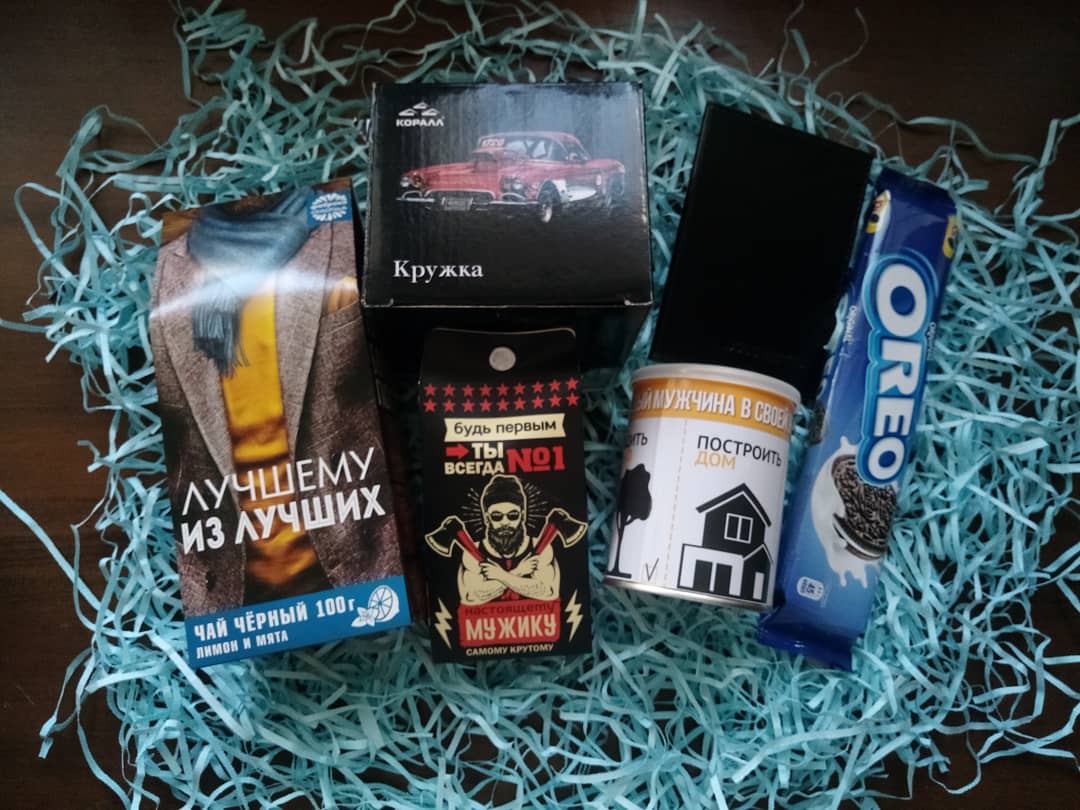 КОРАЛЛ
Кружка
ЛУЧШЕМУ
ИЗ ЛУЧШИХ
ЧАЙ ЧЁРНЫЙ 100г
ЛИМОН И МЯТА
будь первым
ТЫ
ВСЕГДА №1
настоящему
МУЖИКУ
САМОМУ КРУТОМУ
МУЖЧИНА В СВОЕЙ
ПОСТРОИТЬ
ДОМ
OREO